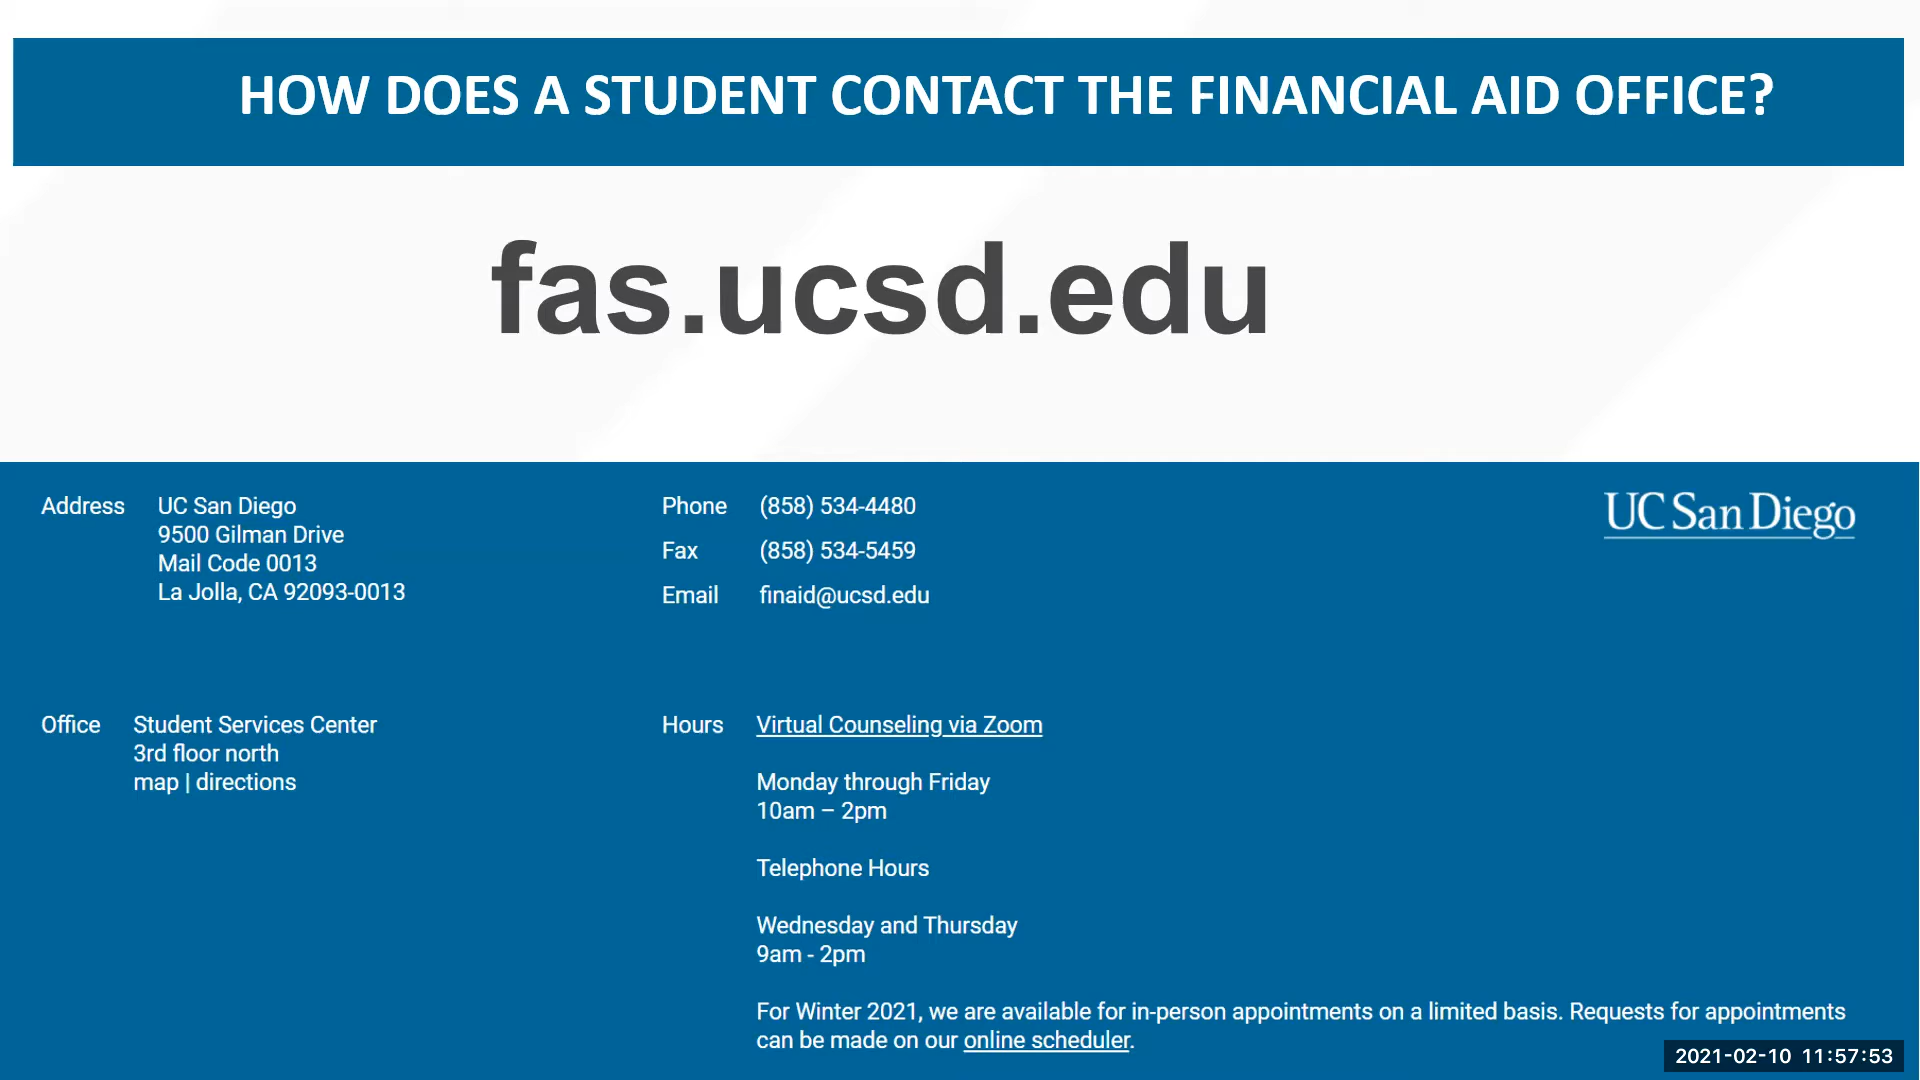 HOW DOES A STUDENT CONTACT THE FINANCIAL AID OFFICE?
fas.ucsd.edu
Address UC San Diego
9500 Gilman Drive
Mail Code 0013
La Jolla, CA 92093-0013
Phone (858) 534-4480
Fax (858) 534-5459
Email finaid@ucsd.edu
UC San Diego
Office Student Services Center
3rd floor north
map | directions
Hours Virtual Counseling via Zoom
Monday through Friday
10am – 2pm
Telephone Hours
Wednesday and Thursday
9am - 2pm
For Winter 2021, we are available for in-person appointments on a limited basis. Requests for appointments
can be made on our online scheduler.
2021-02-10 11:57:53